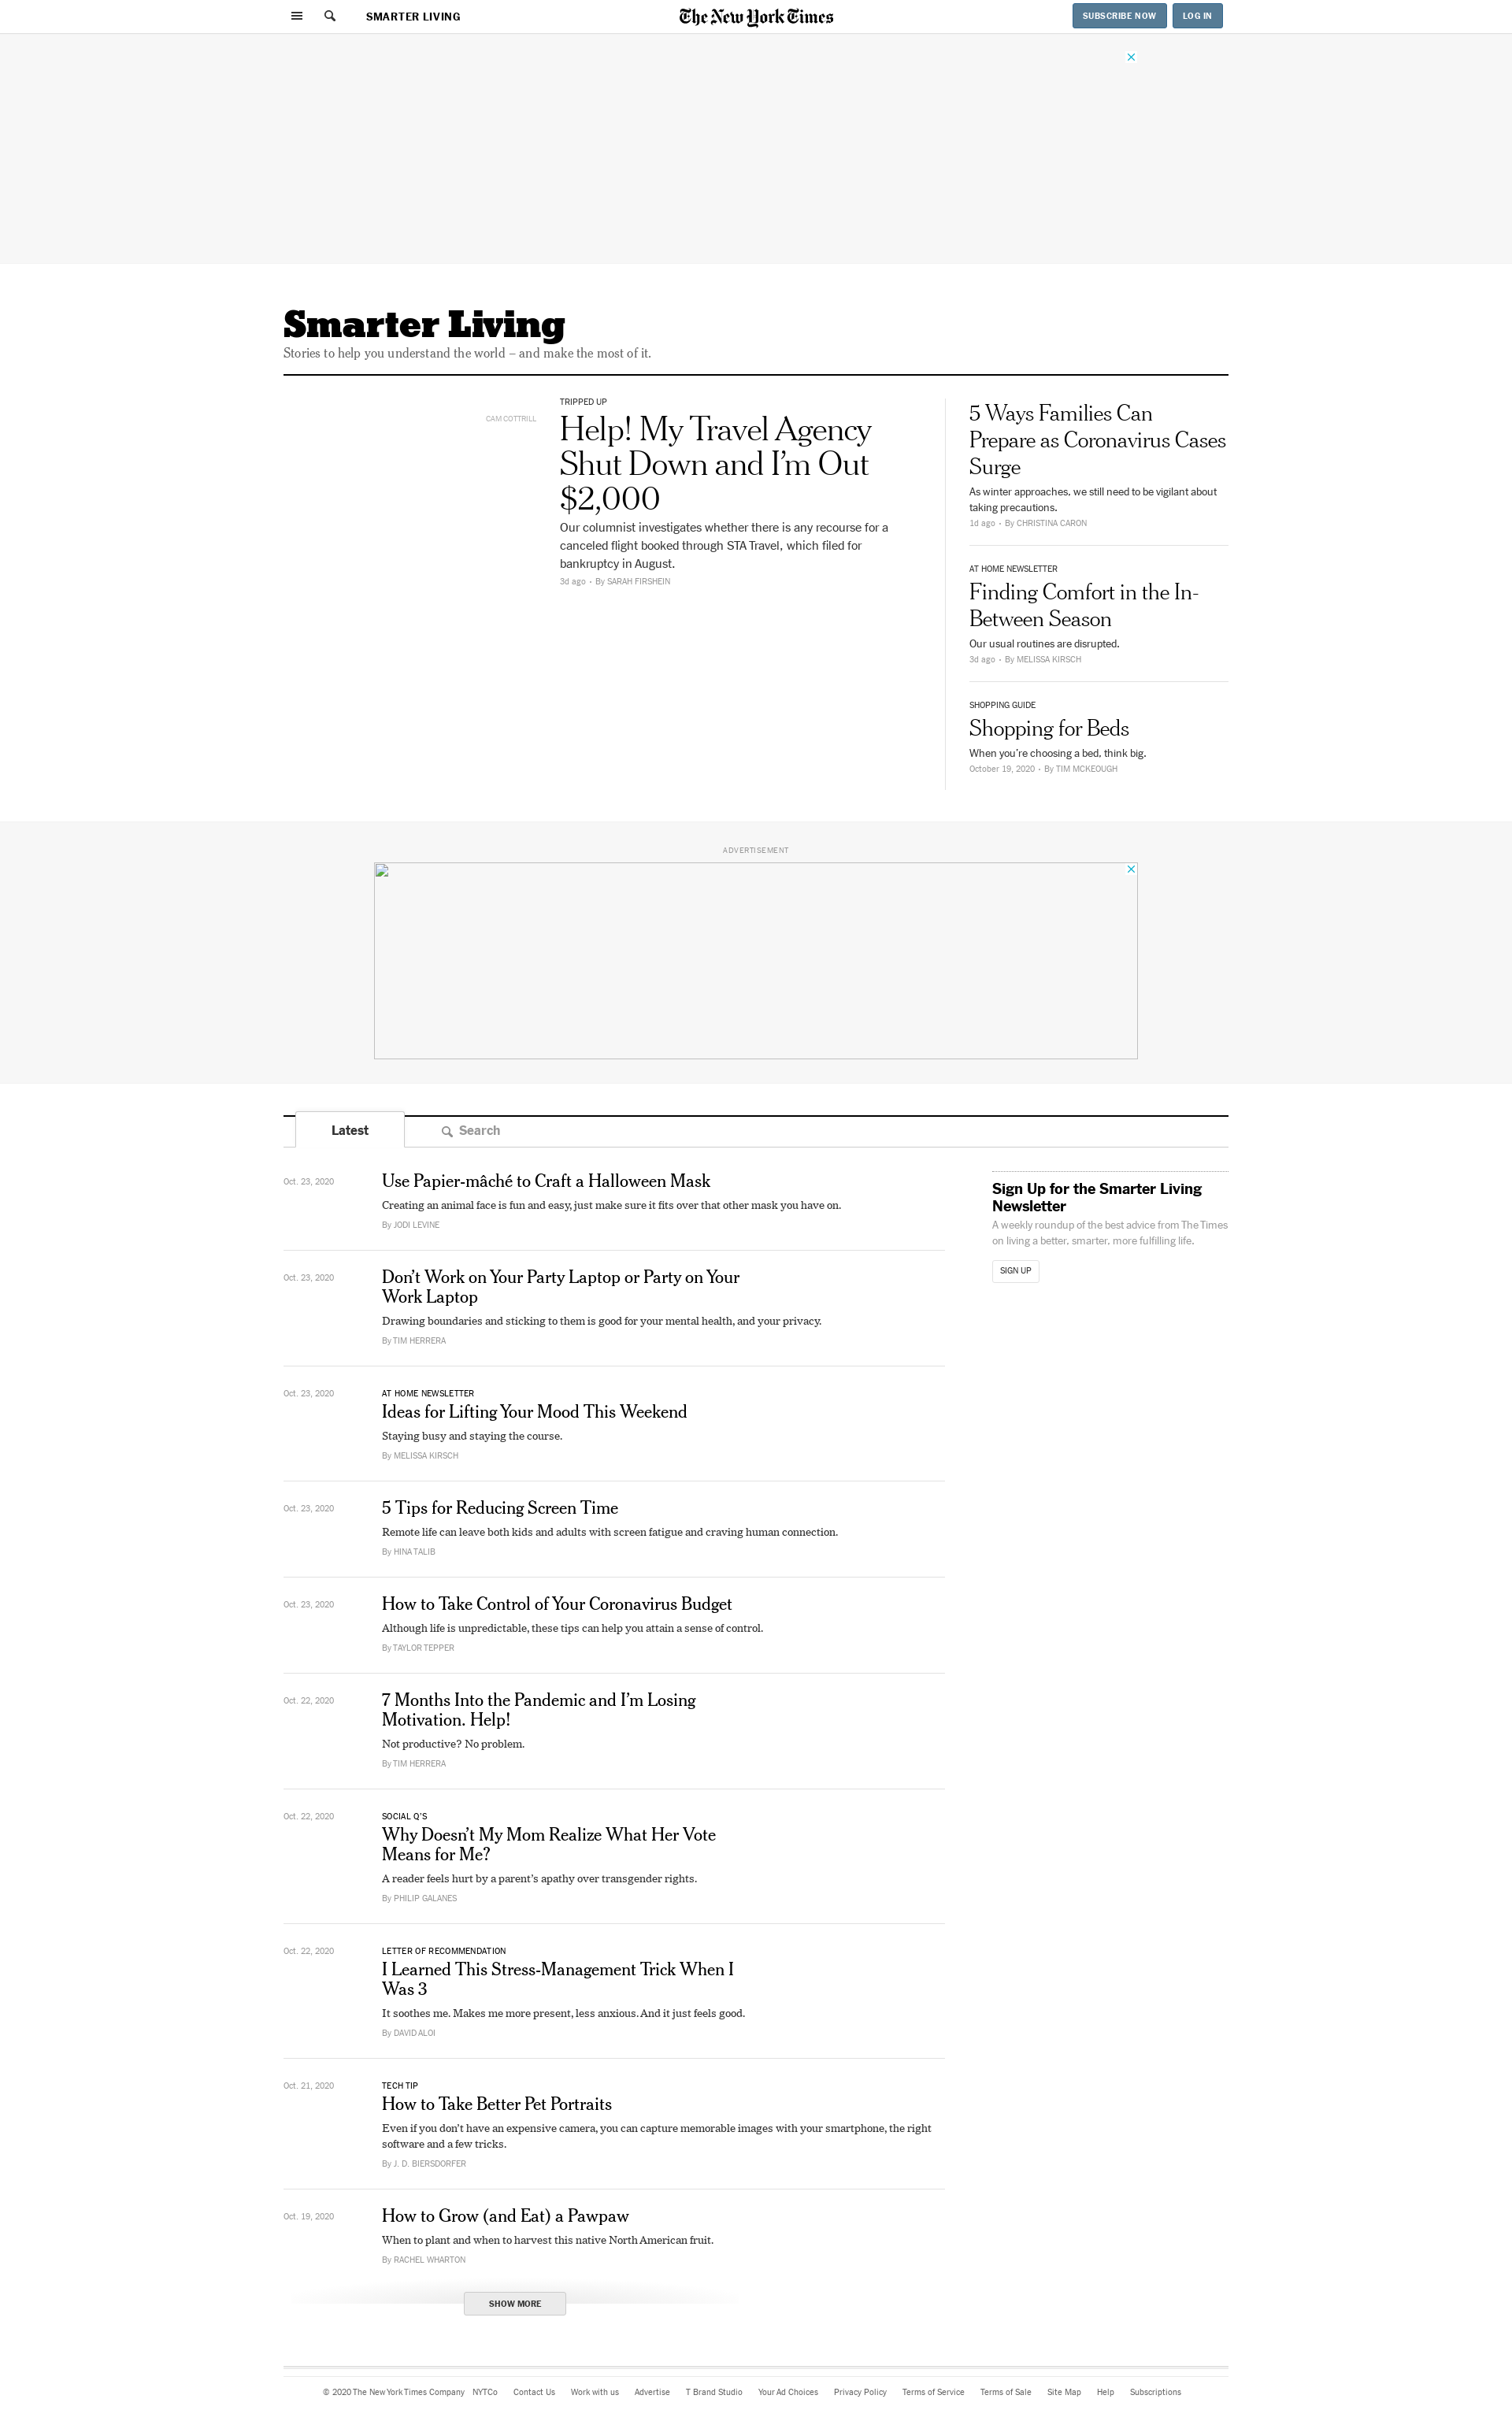 SMARTER LIVING
The New York Times
SUBSCRIBE NOW
LOG IN
Smarter Living
Stories to help you understand the world – and make the most of it.
CAM COTTRILL
TRIPPED UP
Help! My Travel Agency
Shut Down and I’m Out
$2,000
Our columnist investigates whether there is any recourse for a
canceled flight booked through STA Travel, which filed for
bankruptcy in August.
3d ago • By SARAH FIRSHEIN
5 Ways Families Can
Prepare as Coronavirus Cases
Surge
As winter approaches, we still need to be vigilant about
taking precautions.
1d ago • By CHRISTINA CARON
AT HOME NEWSLETTER
Finding Comfort in the In-
Between Season
Our usual routines are disrupted.
3d ago • By MELISSA KIRSCH
SHOPPING GUIDE
Shopping for Beds
When you’re choosing a bed, think big.
October 19, 2020 • By TIM MCKEOUGH
ADVERTISEMENT
Latest
Search
Oct. 23, 2020
Use Papier-mâché to Craft a Halloween Mask
Creating an animal face is fun and easy, just make sure it fits over that other mask you have on.
By JODI LEVINE
Oct. 23, 2020
Don’t Work on Your Party Laptop or Party on Your
Work Laptop
Drawing boundaries and sticking to them is good for your mental health, and your privacy.
By TIM HERRERA
Oct. 23, 2020
AT HOME NEWSLETTER
Ideas for Lifting Your Mood This Weekend
Staying busy and staying the course.
By MELISSA KIRSCH
Oct. 23, 2020
5 Tips for Reducing Screen Time
Remote life can leave both kids and adults with screen fatigue and craving human connection.
By HINA TALIB
Oct. 23, 2020
How to Take Control of Your Coronavirus Budget
Although life is unpredictable, these tips can help you attain a sense of control.
By TAYLOR TEPPER
Oct. 22, 2020
7 Months Into the Pandemic and I’m Losing
Motivation. Help!
Not productive? No problem.
By TIM HERRERA
Oct. 22, 2020
SOCIAL Q’S
Why Doesn’t My Mom Realize What Her Vote
Means for Me?
A reader feels hurt by a parent’s apathy over transgender rights.
By PHILIP GALANES
Oct. 22, 2020
LETTER OF RECOMMENDATION
I Learned This Stress-Management Trick When I
Was 3
It soothes me. Makes me more present, less anxious. And it just feels good.
By DAVID ALOI
Oct. 21, 2020
TECH TIP
How to Take Better Pet Portraits
Even if you don’t have an expensive camera, you can capture memorable images with your smartphone, the right
software and a few tricks.
By J. D. BIERSDORFER
Oct. 19, 2020
How to Grow (and Eat) a Pawpaw
When to plant and when to harvest this native North American fruit.
By RACHEL WHARTON
SHOW MORE
Sign Up for the Smarter Living
Newsletter
A weekly roundup of the best advice from The Times
on living a better, smarter, more fulfilling life.
SIGN UP
© 2020 The New York Times Company NYTCo Contact Us Work with us Advertise T Brand Studio Your Ad Choices Privacy Policy Terms of Service Terms of Sale Site Map Help Subscriptions